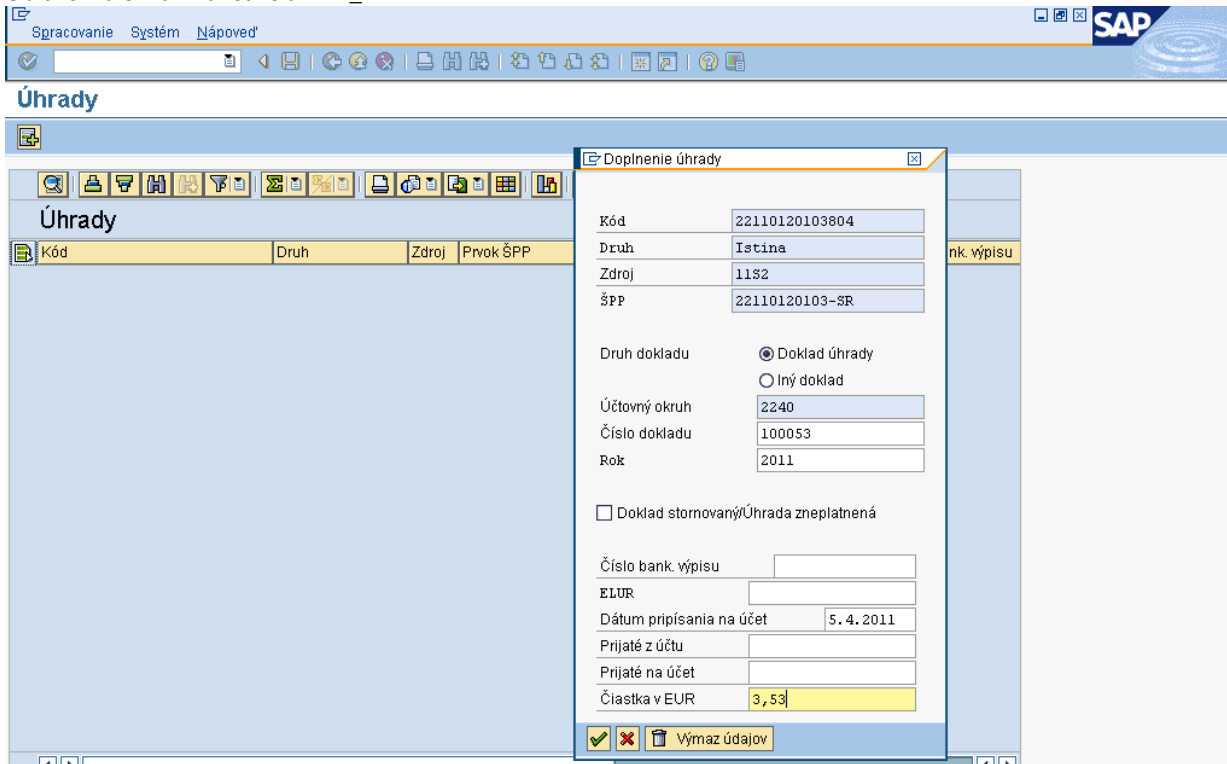 Spracovanie Systém Nápoveď
SAP
Úhrady
Úhrady
Kód Druh Zdroj Prvok ŠPP nk. výpisu
Doplnenie úhrady
Kód 22110120103804
Druh Istina
Zdroj 11S2
ŠPP 22110120103-SR
Druh dokladu Doklad úhrady
Iný doklad
Účtovný okruh 2240
Číslo dokladu 100053
Rok 2011
Doklad stornovaný/Úhrada zneplatnená
Číslo bank. výpisu
ELUR
Dátum pripísania na účet 5.4.2011
Prijaté z účtu
Prijaté na účet
Čiastka v EUR 3,53
Výmaz údajov